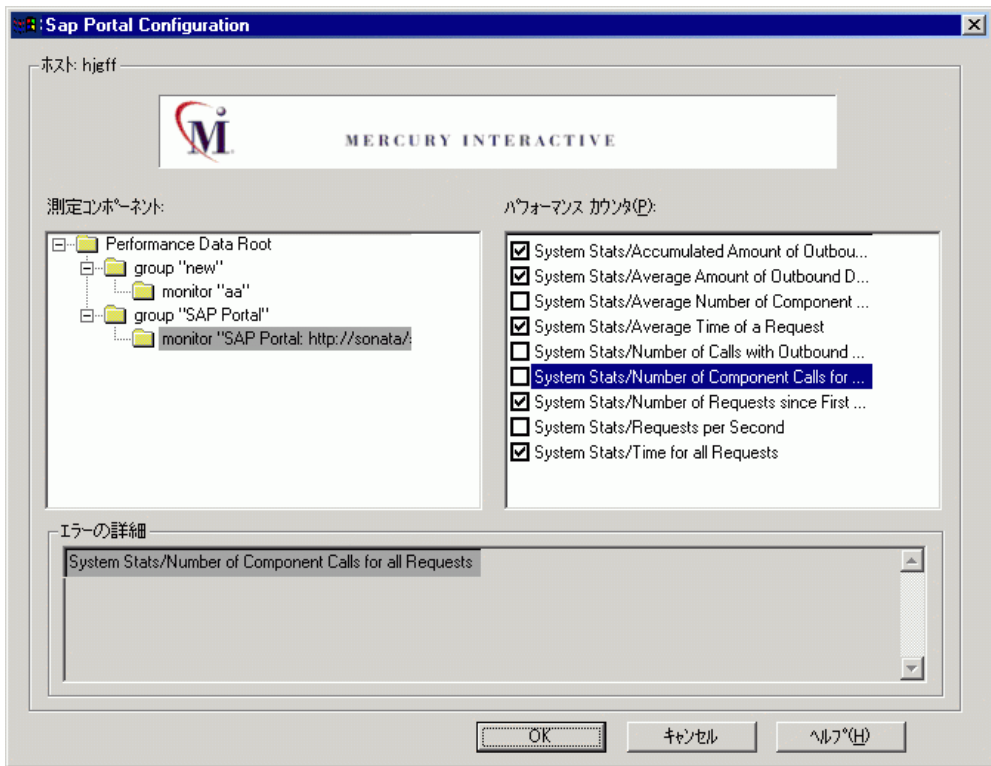 Sap Portal Configuration
ホスト: hjgff
M
MERCURY INTERACTIVE
測定コンポーネント:
Performance Data Root
group "new"
monitor "aa"
group "SAP Portal"
monitor "SAP Portal: http://sonata/
パフォーマンス カウンタ(P):
System Stats/Accumulated Amount of Outbou...
System Stats/Average Amount of Outbound D...
System Stats/Average Number of Component ...
System Stats/Average Time of a Request
System Stats/Number of Calls with Outbound ...
System Stats/Number of Component Calls for ...
System Stats/Number of Requests since First ...
System Stats/Requests per Second
System Stats/Time for all Requests
エラーの詳細
System Stats/Number of Component Calls for all Requests
OK
キャンセル
ヘルプ(H)